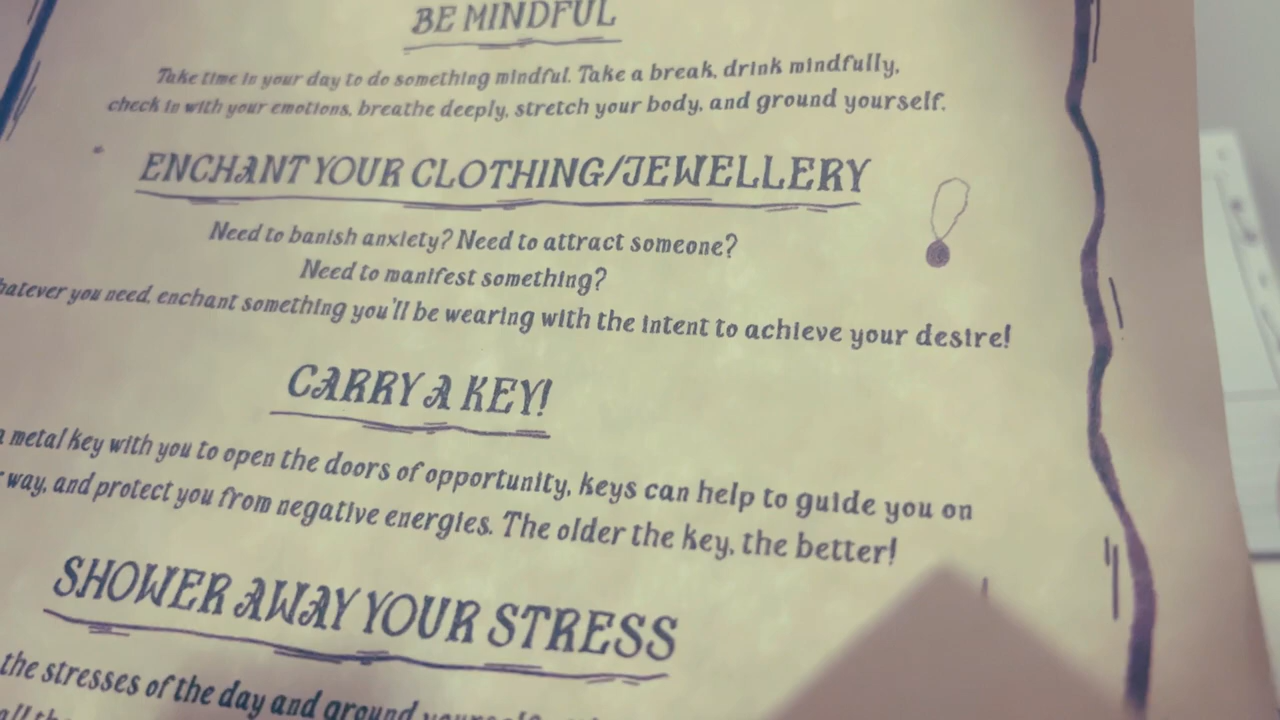 BE MINDFUL
Take time in your day to do something mindful. Take a break, drink mindfully,
check in with your emotions, breathe deeply, stretch your body, and ground yourself.
ENCHANT YOUR CLOTHING/JEWELLERY
Need to banish anxiety? Need to attract someone?
Need to manifest something?
hatever you need, enchant something you'll be wearing with the intent to achieve your desire!
CARRY A KEY!
a metal key with you to open the doors of opportunity, keys can help to guide you on
way, and protect you from negative energies. The older the key, the better!
SHOWER AWAY YOUR STRESS
the stresses of the day and ground
all